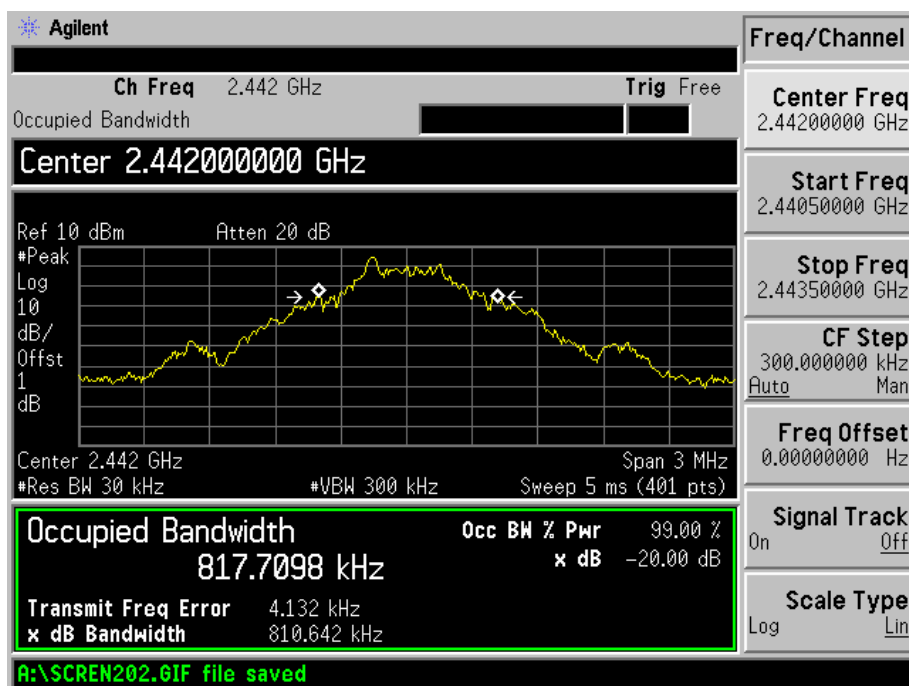 Agilent
Ch Freq 2.442 GHz Trig Free
Occupied Bandwidth
Center 2.442000000 GHz
Ref 10 dBm Atten 20 dB
#Peak
Log
10
dB/
Offst
1
dB
Center 2.442 GHz Span 3 MHz
#Res BW 30 kHz #VBW 300 kHz Sweep 5 ms (401 pts)
Occupied Bandwidth Occ BW % Pwr 99.00 %
817.7098 kHz x dB -20.00 dB
Transmit Freq Error 4.132 kHz
x dB Bandwidth 810.642 kHz
A:\SCREN202.GIF file saved
Freq/Channel
Center Freq
2.44200000 GHz
Start Freq
2.44050000 GHz
Stop Freq
2.44350000 GHz
CF Step
300.000000 kHz
Auto Man
Freq Offset
0.00000000 Hz
Signal Track
On Off
Scale Type
Log Lin